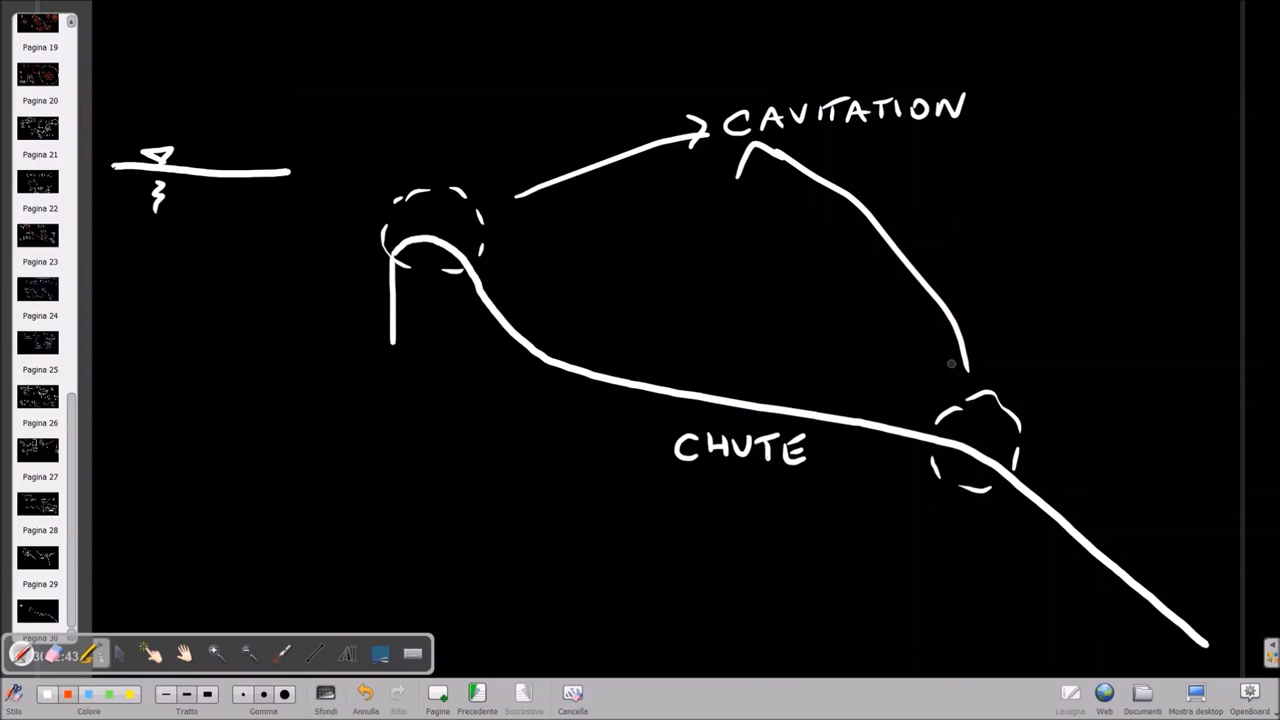 Pagina 19
Pagina 20
Pagina 21
Pagina 22
Pagina 23
Pagina 24
Pagina 25
Pagina 26
Pagina 27
Pagina 28
Pagina 29
CAVITATION
CHUTE
Stilo
Colore
Tratto
Gomma
Sfondi
Annulla
Rifai
Pagine
Precedente
Successivo
Cancella
Lavagna
Web
Documenti
Mostra desktop
OpenBoard